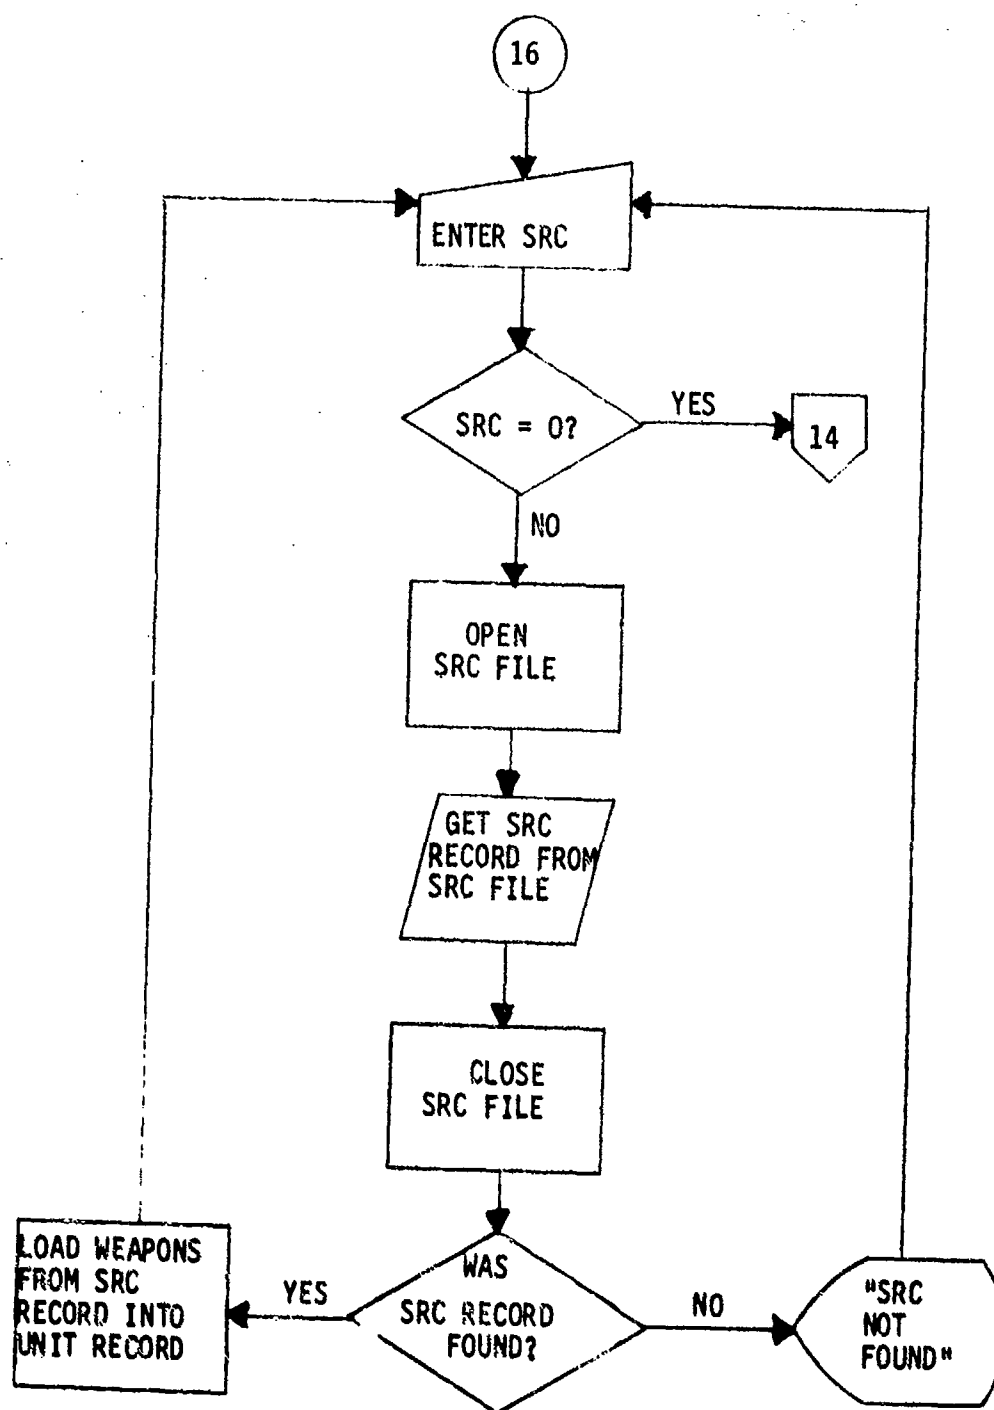 16
ENTER SRC
SRC = 0?
YES
14
NO
OPEN
SRC FILE
GET SRC
RECORD FROM
SRC FILE
CLOSE
SRC FILE
WAS
SRC RECORD
FOUND?
YES
LOAD WEAPONS
FROM SRC
RECORD INTO
UNIT RECORD
NO
"SRC
NOT
FOUND"